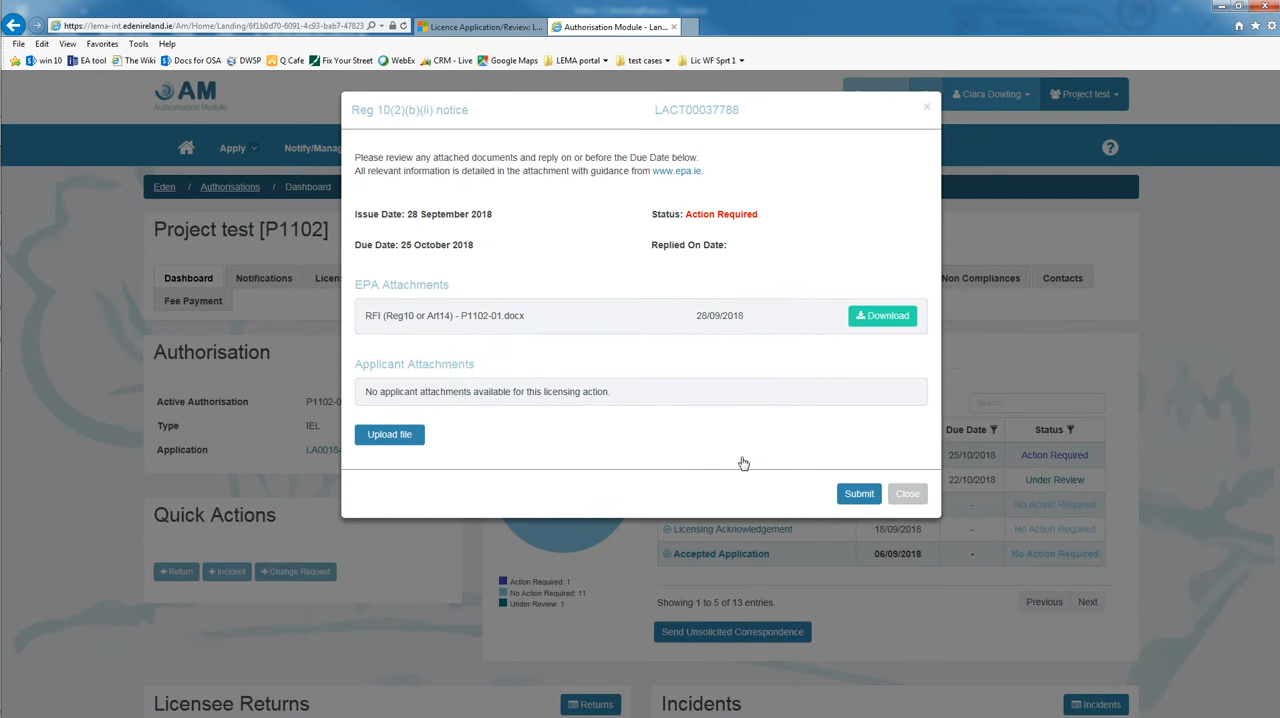 https://lema-int.edenireland.ie/Am/Home/Landing/6f1b0d70-6091-4c93-bab7-47823
Licence Application/Review: L...
Authorisation Module - Lan...
File Edit View Favorites Tools Help
win 10 EA tool The Wiki Docs for OSA DWSP Q Cafe Fix Your Street WebEx CRM - Live Google Maps LEMA portal test cases Lic WF Sprt 1
AM
Authorisation Module
Ciara Dowling Project test
Apply Notify/Manag
Eden / Authorisations / Dashboard
Project test [P1102]
Dashboard Notifications Licens Non Compliances Contacts
Fee Payment
Reg 10(2)(b)(ii) notice LACT00037788 ×
Please review any attached documents and reply on or before the Due Date below.
All relevant information is detailed in the attachment with guidance from www.epa.ie.
Issue Date: 28 September 2018 Status: Action Required
Due Date: 25 October 2018 Replied On Date:
EPA Attachments
RFI (Reg10 or Art14) - P1102-01.docx 28/09/2018 Download
Applicant Attachments
No applicant attachments available for this licensing action.
Upload file
Submit Close
Authorisation
Active Authorisation P1102-0
Type IEL
Application LA00184
Search
Due Date Status
25/10/2018 Action Required
22/10/2018 Under Review
- No Action Required
Licensing Acknowledgement 18/09/2018 - No Action Required
Accepted Application 06/09/2018 - No Action Required
Quick Actions
+Return +Incident +Change Request
Action Required: 1
No Action Required: 11
Under Review: 1
Showing 1 to 5 of 13 entries. Previous Next
Send Unsolicited Correspondence
Licensee Returns Returns
Incidents Incidents